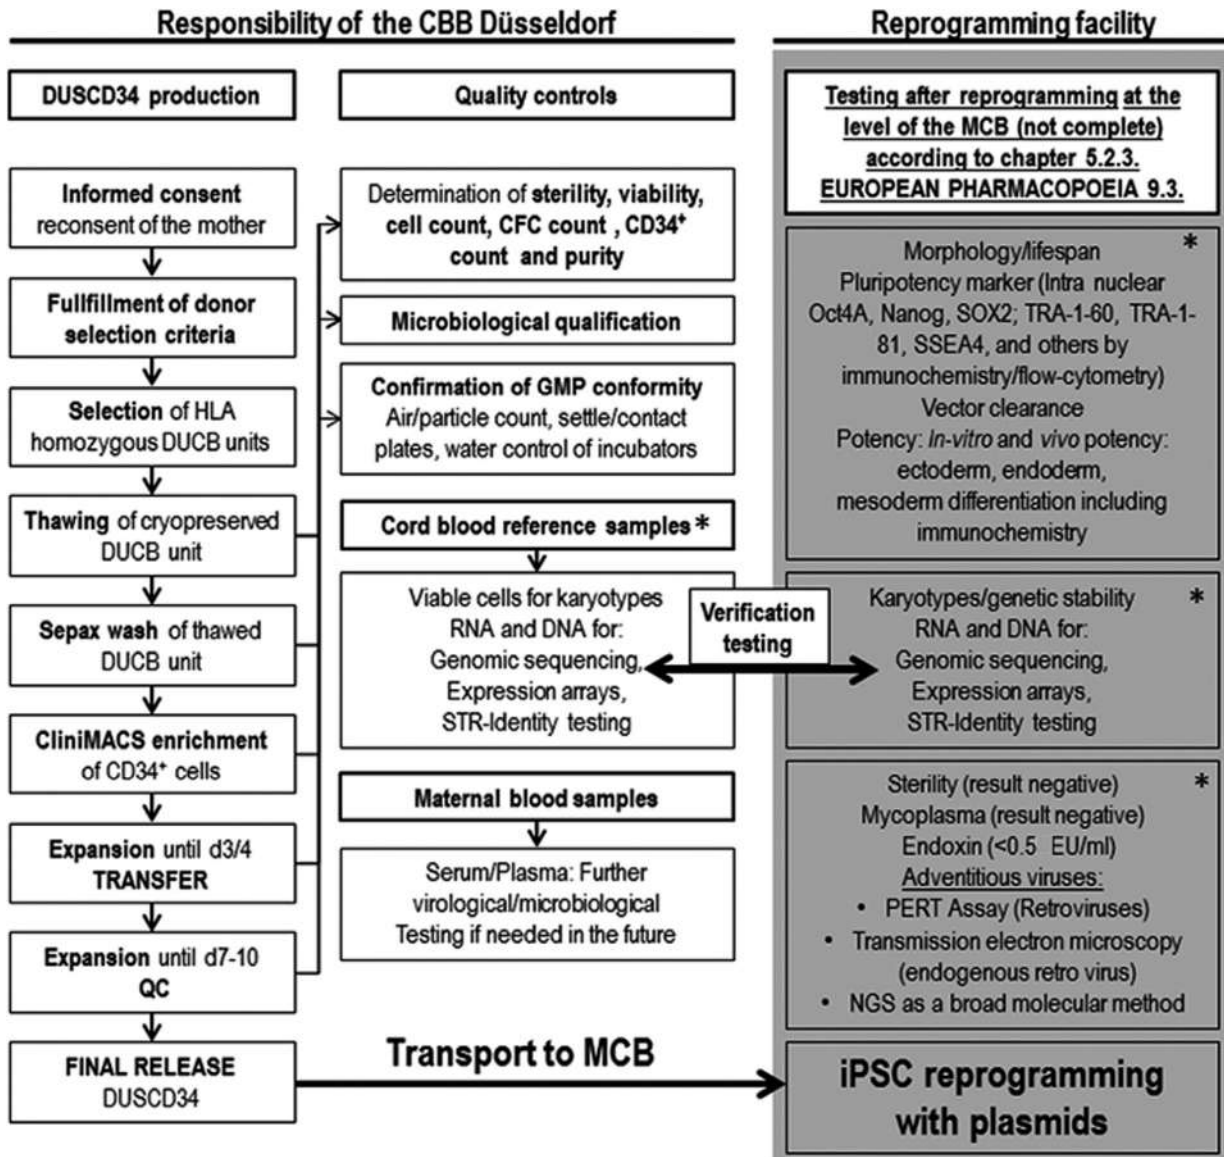 Responsibility of the CBB Düsseldorf
Reprogramming facility
DUSCD34 production
Informed consent
reconsent of the mother
Fullfillment of donor
selection criteria
Selection of HLA
homozygous DUCB units
Thawing of cryopreserved
DUCB unit
Sepax wash of thawed
DUCB unit
CliniMACS enrichment
of CD34⁺ cells
Expansion until d3/4
TRANSFER
Expansion until d7-10
QC
FINAL RELEASE
DUSCD34
Quality controls
Determination of sterility, viability,
cell count, CFC count , CD34⁺
count and purity
Microbiological qualification
Confirmation of GMP conformity
Air/particle count, settle/contact
plates, water control of incubators
Cord blood reference samples *
Viable cells for karyotypes
RNA and DNA for:
Genomic sequencing,
Expression arrays,
STR-Identity testing
Maternal blood samples
Serum/Plasma: Further
virological/microbiological
Testing if needed in the future
Verification
testing
Transport to MCB
Testing after reprogramming at the
level of the MCB (not complete)
according to chapter 5.2.3.
EUROPEAN PHARMACOPOEIA 9.3.
Morphology/lifespan *
Pluripotency marker (Intra nuclear
Oct4A, Nanog, SOX2; TRA-1-60, TRA-1-
81, SSEA4, and others by
immunochemistry/flow-cytometry)
Vector clearance
Potency: In-vitro and vivo potency:
ectoderm, endoderm,
mesoderm differentiation including
immunochemistry
Karyotypes/genetic stability *
RNA and DNA for:
Genomic sequencing,
Expression arrays,
STR-Identity testing
Sterility (result negative) *
Mycoplasma (result negative)
Endoxin (<0.5 EU/ml)
Adventitious viruses:
• PERT Assay (Retroviruses)
• Transmission electron microscopy
(endogenous retro virus)
• NGS as a broad molecular method
iPSC reprogramming
with plasmids